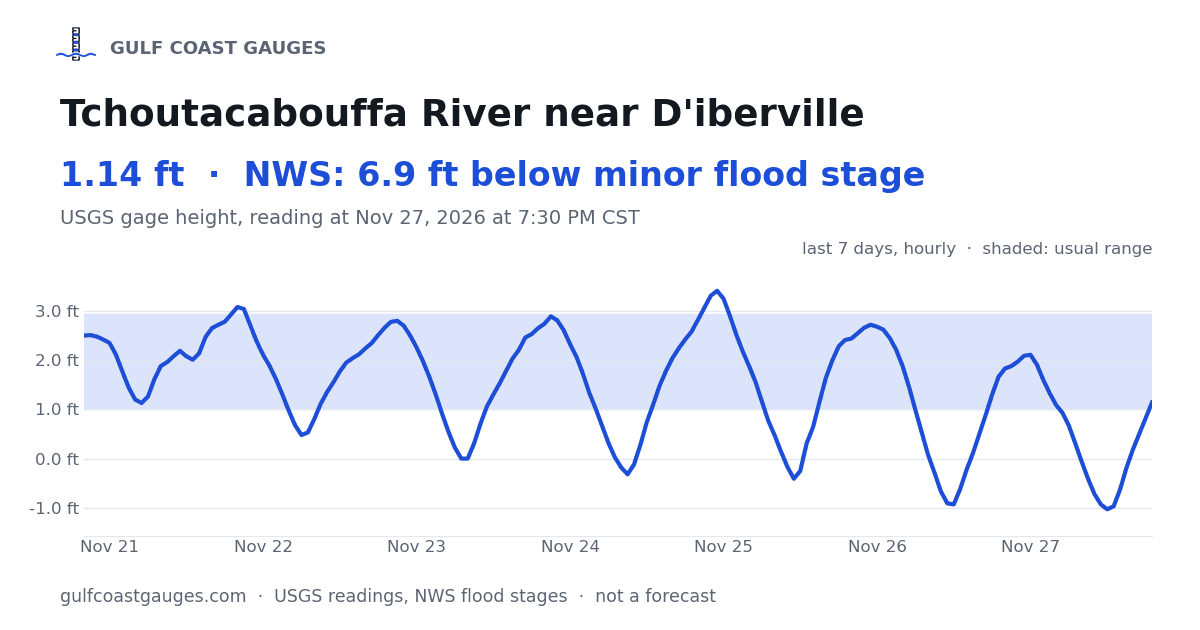 GULF COAST GAUGES
Tchoutacabouffa River near D'iberville
1.14 ft · NWS: 6.9 ft below minor flood stage
USGS gage height, reading at Nov 27, 2026 at 7:30 PM CST
last 7 days, hourly · shaded: usual range
3.0 ft
2.0 ft
1.0 ft
0.0 ft
-1.0 ft
Nov 21 Nov 22 Nov 23 Nov 24 Nov 25 Nov 26 Nov 27
gulfcoastgauges.com · USGS readings, NWS flood stages · not a forecast